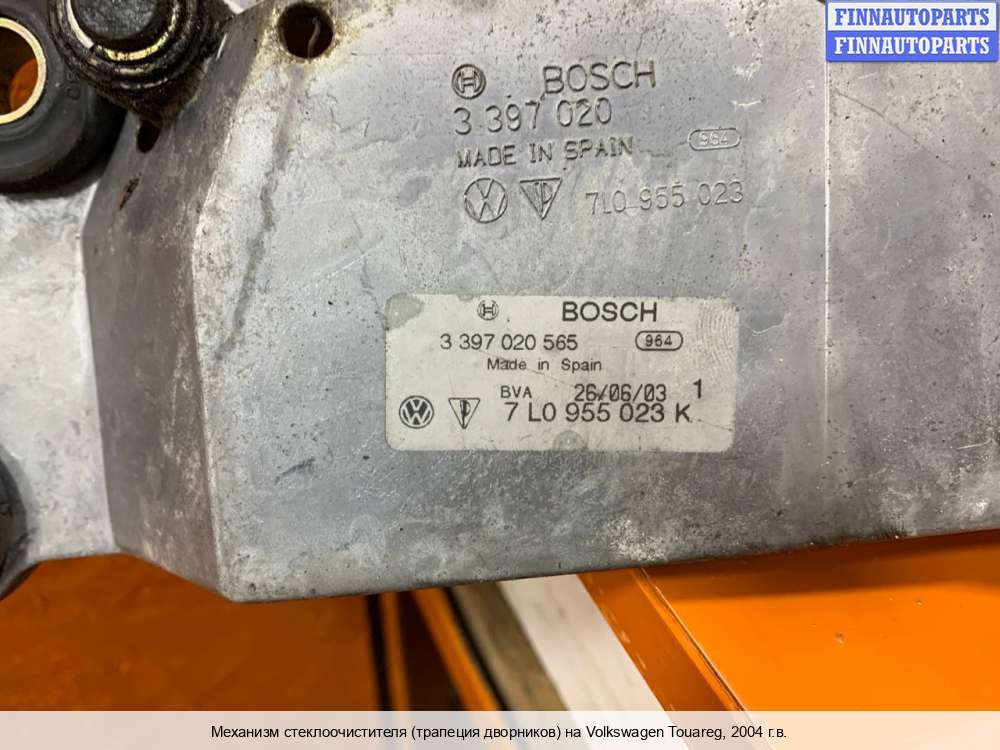 FINNAUTOPARTS
FINNAUTOPARTS
BOSCH
3 397 020
MADE IN SPAIN 964
7L0 955 023
BOSCH
3 397 020 565 964
Made in Spain
BVA 26/06/03 1
7 L0 955 023 K
Механизм стеклоочистителя (трапеция дворников) на Volkswagen Touareg, 2004 г.в.